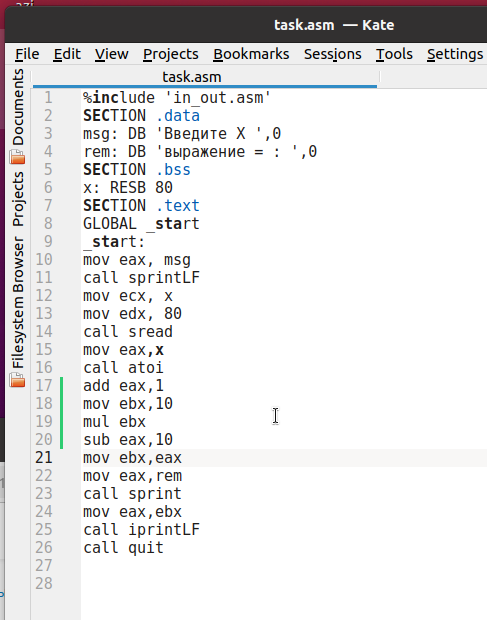 task.asm — Kate
File Edit View Projects Bookmarks Sessions Tools Settings
task.asm
Documents
Projects
Filesystem Browser
1 %include 'in_out.asm'
2 SECTION .data
3 msg: DB 'Введите X ',0
4 rem: DB 'выражение = : ',0
5 SECTION .bss
6 x: RESB 80
7 SECTION .text
8 GLOBAL _start
9 _start:
10 mov eax, msg
11 call sprintLF
12 mov ecx, x
13 mov edx, 80
14 call sread
15 mov eax,x
16 call atoi
17 add eax,1
18 mov ebx,10
19 mul ebx
20 sub eax,10
21 mov ebx,eax
22 mov eax,rem
23 call sprint
24 mov eax,ebx
25 call iprintLF
26 call quit
27
28